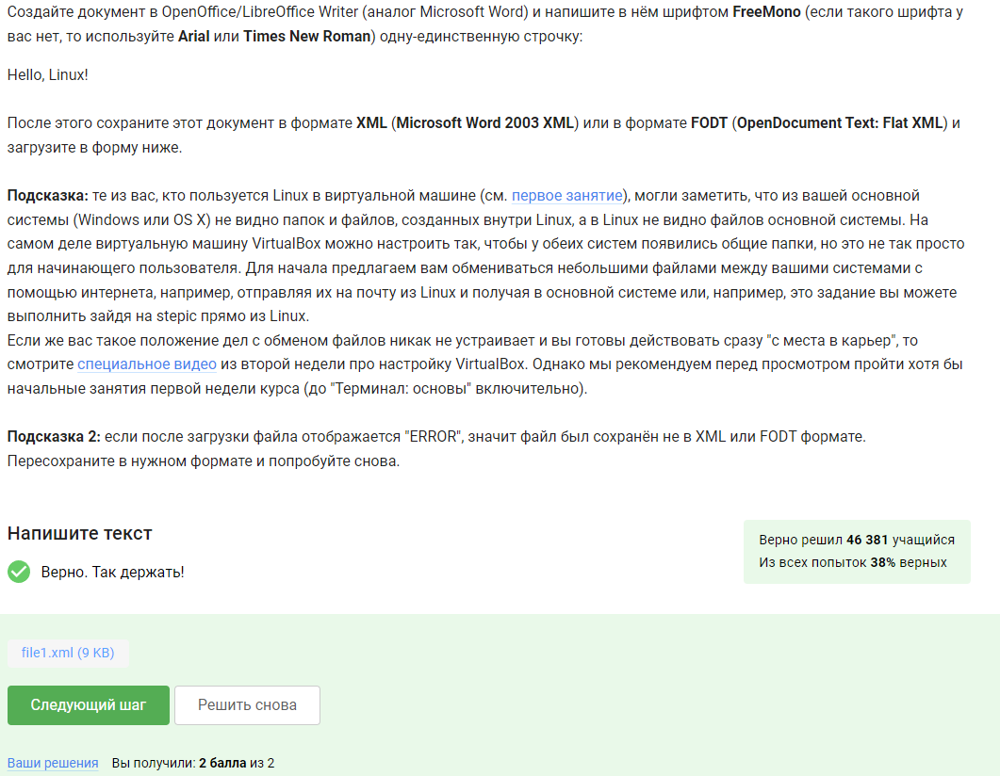 Создайте документ в OpenOffice/LibreOffice Writer (аналог Microsoft Word) и напишите в нём шрифтом FreeMono (если такого шрифта у
вас нет, то используйте Arial или Times New Roman) одну-единственную строчку:
Hello, Linux!
После этого сохраните этот документ в формате XML (Microsoft Word 2003 XML) или в формате FODT (OpenDocument Text: Flat XML) и
загрузите в форму ниже.
Подсказка: те из вас, кто пользуется Linux в виртуальной машине (см. первое занятие), могли заметить, что из вашей основной
системы (Windows или OS X) не видно папок и файлов, созданных внутри Linux, а в Linux не видно файлов основной системы. На
самом деле виртуальную машину VirtualBox можно настроить так, чтобы у обеих систем появились общие папки, но это не так просто
для начинающего пользователя. Для начала предлагаем вам обмениваться небольшими файлами между вашими системами с
помощью интернета, например, отправляя их на почту из Linux и получая в основной системе или, например, это задание вы можете
выполнить зайдя на stepic прямо из Linux.
Если же вас такое положение дел с обменом файлов никак не устраивает и вы готовы действовать сразу "с места в карьер", то
смотрите специальное видео из второй недели про настройку VirtualBox. Однако мы рекомендуем перед просмотром пройти хотя бы
начальные занятия первой недели курса (до "Терминал: основы" включительно).
Подсказка 2: если после загрузки файла отображается "ERROR", значит файл был сохранён не в XML или FODT формате.
Пересохраните в нужном формате и попробуйте снова.
Напишите текст
Верно. Так держать!
Верно решил 46 381 учащийся
Из всех попыток 38% верных
file1.xml (9 KB)
Следующий шаг
Решить снова
Ваши решения Вы получили: 2 балла из 2